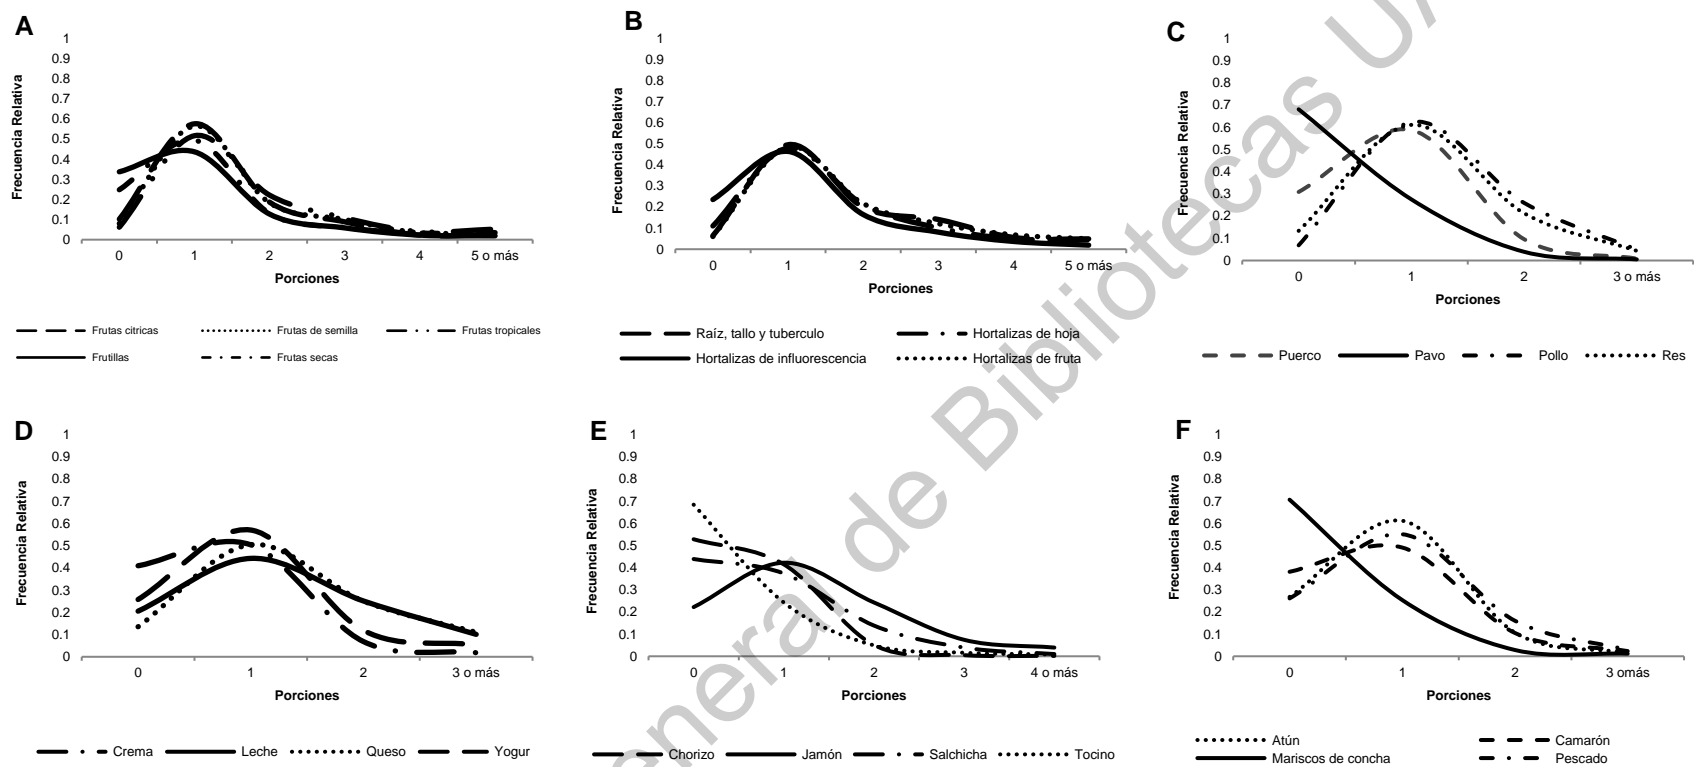 A
Frecuencia Relativa
1
0.9
0.8
0.7
0.6
0.5
0.4
0.3
0.2
0.1
0
0 1 2 3 4 5 o más
Porciones
Frutas citricas Frutas de semilla Frutas tropicales
Frutillas Frutas secas
B
Frecuencia Relativa
1
0.9
0.8
0.7
0.6
0.5
0.4
0.3
0.2
0.1
0
0 1 2 3 4 5 o más
Porciones
Raíz, tallo y tuberculo Hortalizas de hoja
Hortalizas de influorescencia Hortalizas de fruta
C
Frecuencia Relativa
1
0.9
0.8
0.7
0.6
0.5
0.4
0.3
0.2
0.1
0
0 1 2 3 o más
Porciones
Puerco Pavo Pollo Res
D
Frecuencia Relativa
1
0.9
0.8
0.7
0.6
0.5
0.4
0.3
0.2
0.1
0
0 1 2 3 o más
Porciones
Crema Leche Queso Yogur
E
Frecuencia Relativa
1
0.9
0.8
0.7
0.6
0.5
0.4
0.3
0.2
0.1
0
0 1 2 3 4 o más
Porciones
Chorizo Jamón Salchicha Tocino
F
Frecuencia Relativa
1
0.9
0.8
0.7
0.6
0.5
0.4
0.3
0.2
0.1
0
0 1 2 3 omás
Porciones
Atún Camarón
Mariscos de concha Pescado
de Bibliotecas